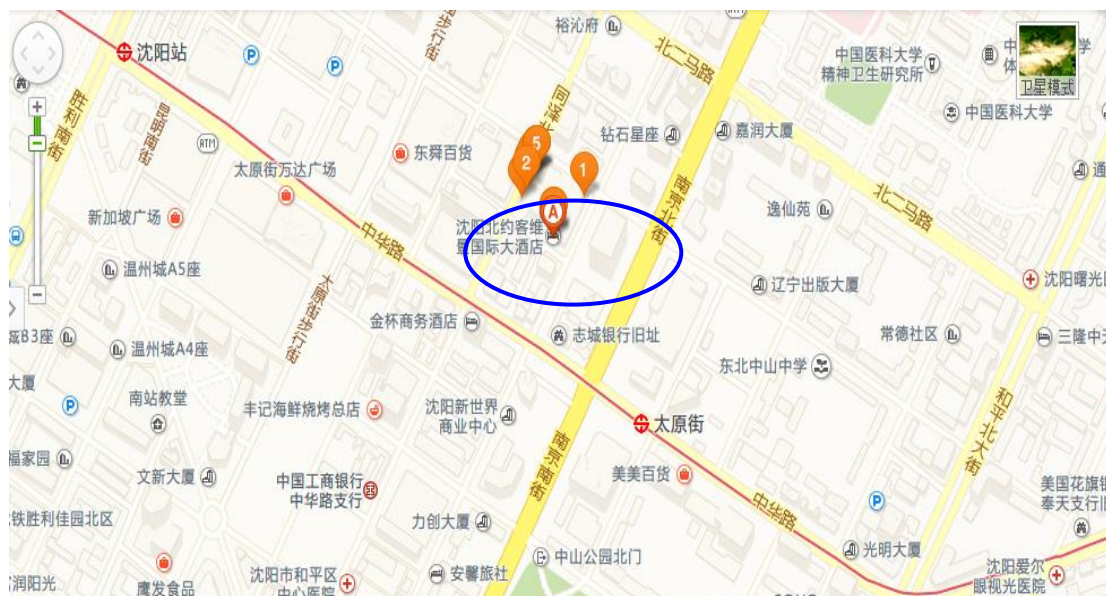 沈阳站
P
P
步行街
裕沁府
北二马路
中国医科大学
精神卫生研究所
卫星模式
胜利南街
昆明南街
ATM
同泽北
5
2
1
A
钻石星座
嘉润大厦
中国医科大学
东舜百货
太原街万达广场
南京北街
通
新加坡广场
中华路
沈阳北约客维
景国际大酒店
逸仙苑
北二马路
温州城A5座
太原街步行街
辽宁出版大厦
沈阳曙光
金杯商务酒店
志城银行旧址
常德社区
三隆中天
B3座
温州城A4座
东北中山中学
大厦
P
南站教堂
丰记海鲜烧烤总店
沈阳新世界
商业中心
太原街
和平北大街
南京南街
福家园
文新大厦
中国工商银行
中华路支行
美美百货
中华路
P
美国花旗银
奉天支行旧
铁胜利佳园北区
力创大厦
中山公园北门
光明大厦
润阳光
鹰发食品
沈阳市和平区
中心医院
安馨旅社
沈阳爱尔
眼视光医院